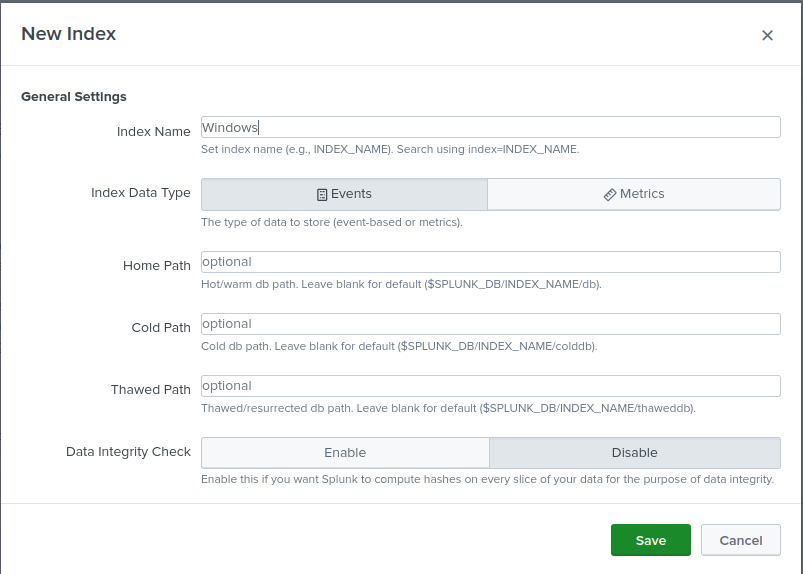 New Index
General Settings
Index Name
Windows
Set index name (e.g., INDEX_NAME). Search using index=INDEX_NAME.
Index Data Type
Events
Metrics
The type of data to store (event-based or metrics).
Home Path
optional
Hot/warm db path. Leave blank for default ($SPLUNK_DB/INDEX_NAME/db).
Cold Path
optional
Cold db path. Leave blank for default ($SPLUNK_DB/INDEX_NAME/colddb).
Thawed Path
optional
Thawed/resurrected db path. Leave blank for default ($SPLUNK_DB/INDEX_NAME/thaweddb).
Data Integrity Check
Enable
Disable
Enable this if you want Splunk to compute hashes on every slice of your data for the purpose of data integrity.
Save
Cancel